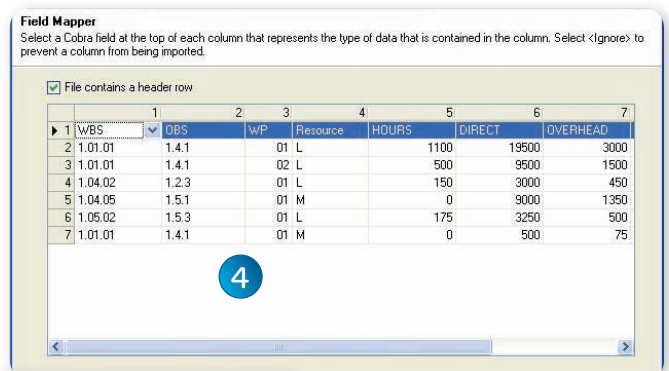 Field Mapper
Select a Cobra field at the top of each column that represents the type of data that is contained in the column. Select <Ignore> to
prevent a column from being imported.
File contains a header row
1 2 3 4 5 6 7
1 WBS OBS WP Resource HOURS DIRECT OVERHEAD
2 1.01.01 1.4.1 01 L 1100 19500 3000
3 1.01.01 1.4.1 02 L 500 9500 1500
4 1.04.02 1.2.3 01 L 150 3000 450
5 1.04.05 1.5.1 01 M 0 9000 1350
6 1.05.02 1.5.3 01 L 175 3250 500
7 1.01.01 1.4.1 01 M 0 500 75
4